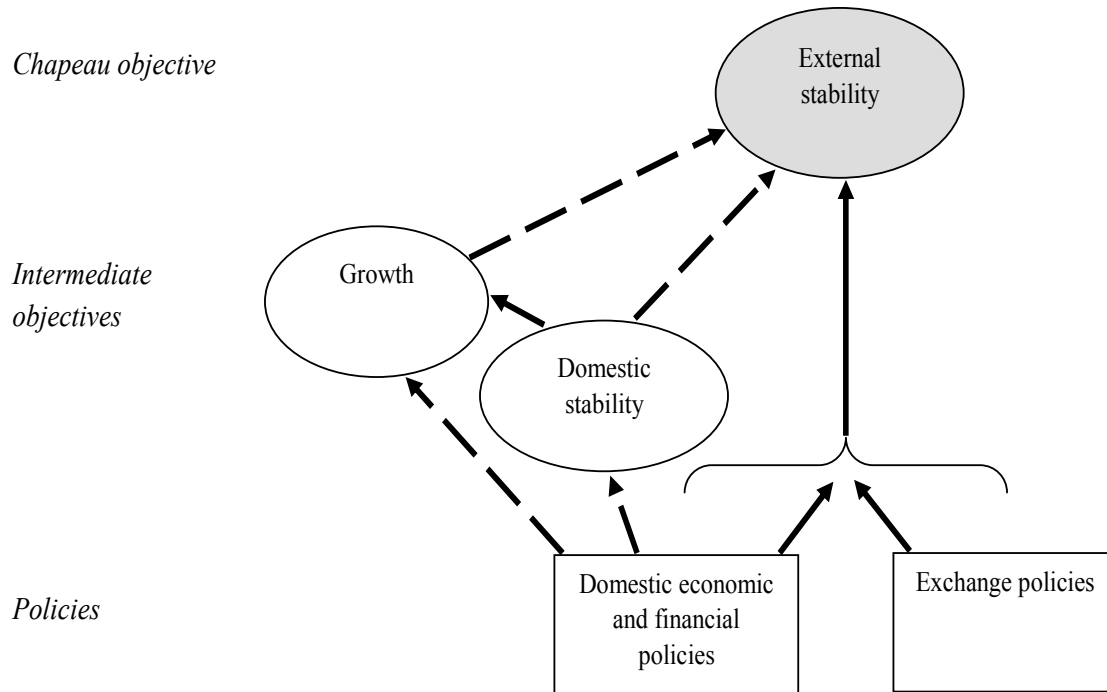 Chapeau objective
External
stability
Intermediate
objectives
Growth
Domestic
stability
Policies
Domestic economic
and financial
policies
Exchange policies